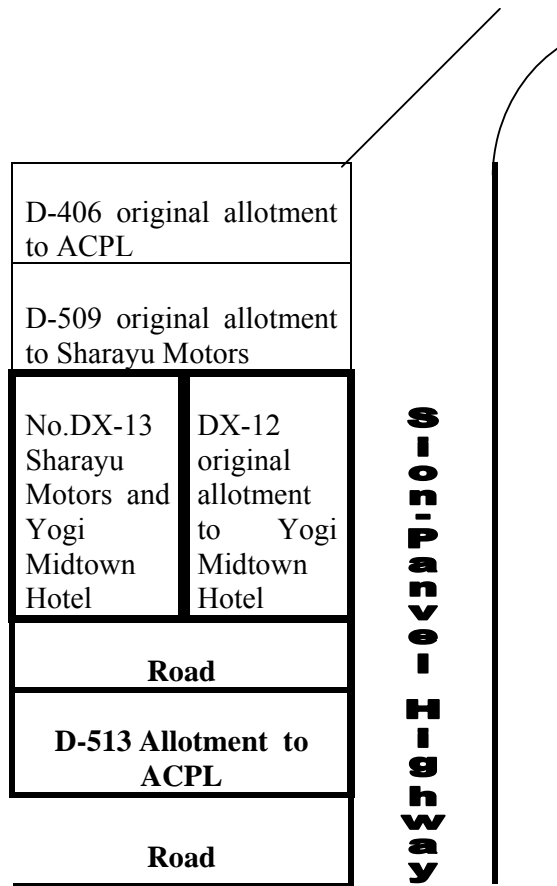 D-406 original allotment
to ACPL
D-509 original allotment
to Sharayu Motors
No.DX-13
Sharayu
Motors and
Yogi
Midtown
Hotel
DX-12
original
allotment
to Yogi
Midtown
Hotel
Road
D-513 Allotment to
ACPL
Road
Sion-Panvel Highway